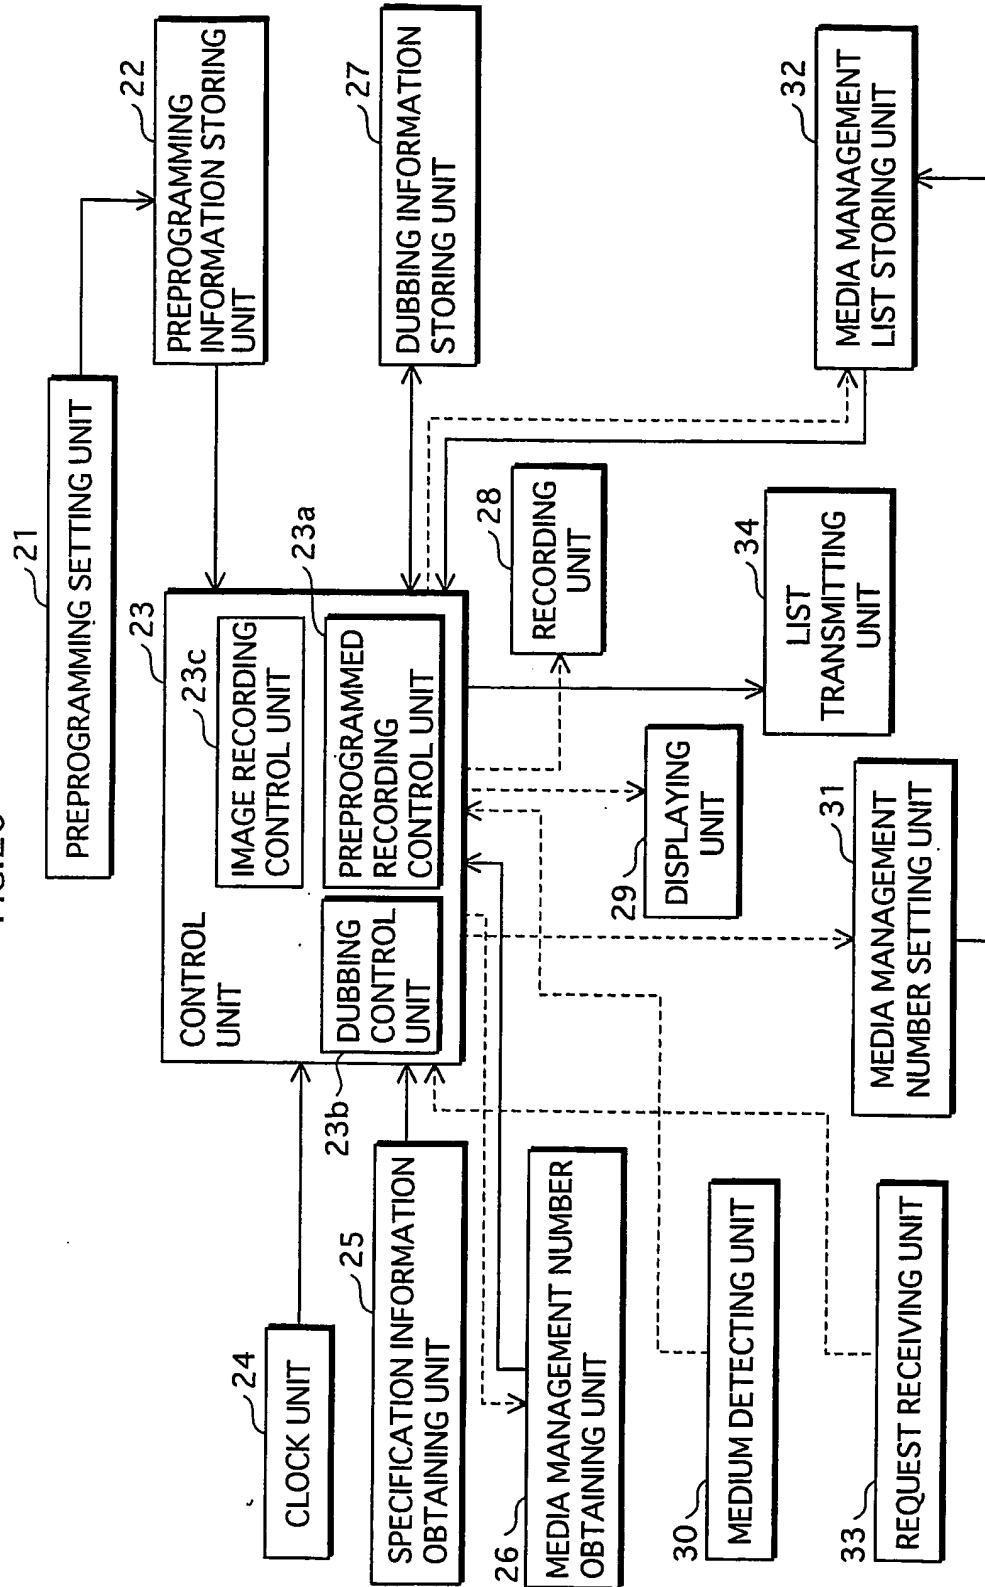 21
PREPROGRAMMING SETTING UNIT
22
PREPROGRAMMING
INFORMATION STORING
UNIT
23
CONTROL
UNIT
23c
IMAGE RECORDING
CONTROL UNIT
23a
PREPROGRAMMED
RECORDING
CONTROL UNIT
23b
DUBBING
CONTROL
UNIT
24
CLOCK UNIT
25
SPECIFICATION INFORMATION
OBTAINING UNIT
26
MEDIA MANAGEMENT NUMBER
OBTAINING UNIT
27
DUBBING INFORMATION
STORING UNIT
28
RECORDING
UNIT
29
DISPLAYING
UNIT
30
MEDIUM DETECTING UNIT
31
MEDIA MANAGEMENT
NUMBER SETTING UNIT
32
MEDIA MANAGEMENT
LIST STORING UNIT
33
REQUEST RECEIVING UNIT
34
LIST
TRANSMITTING
UNIT